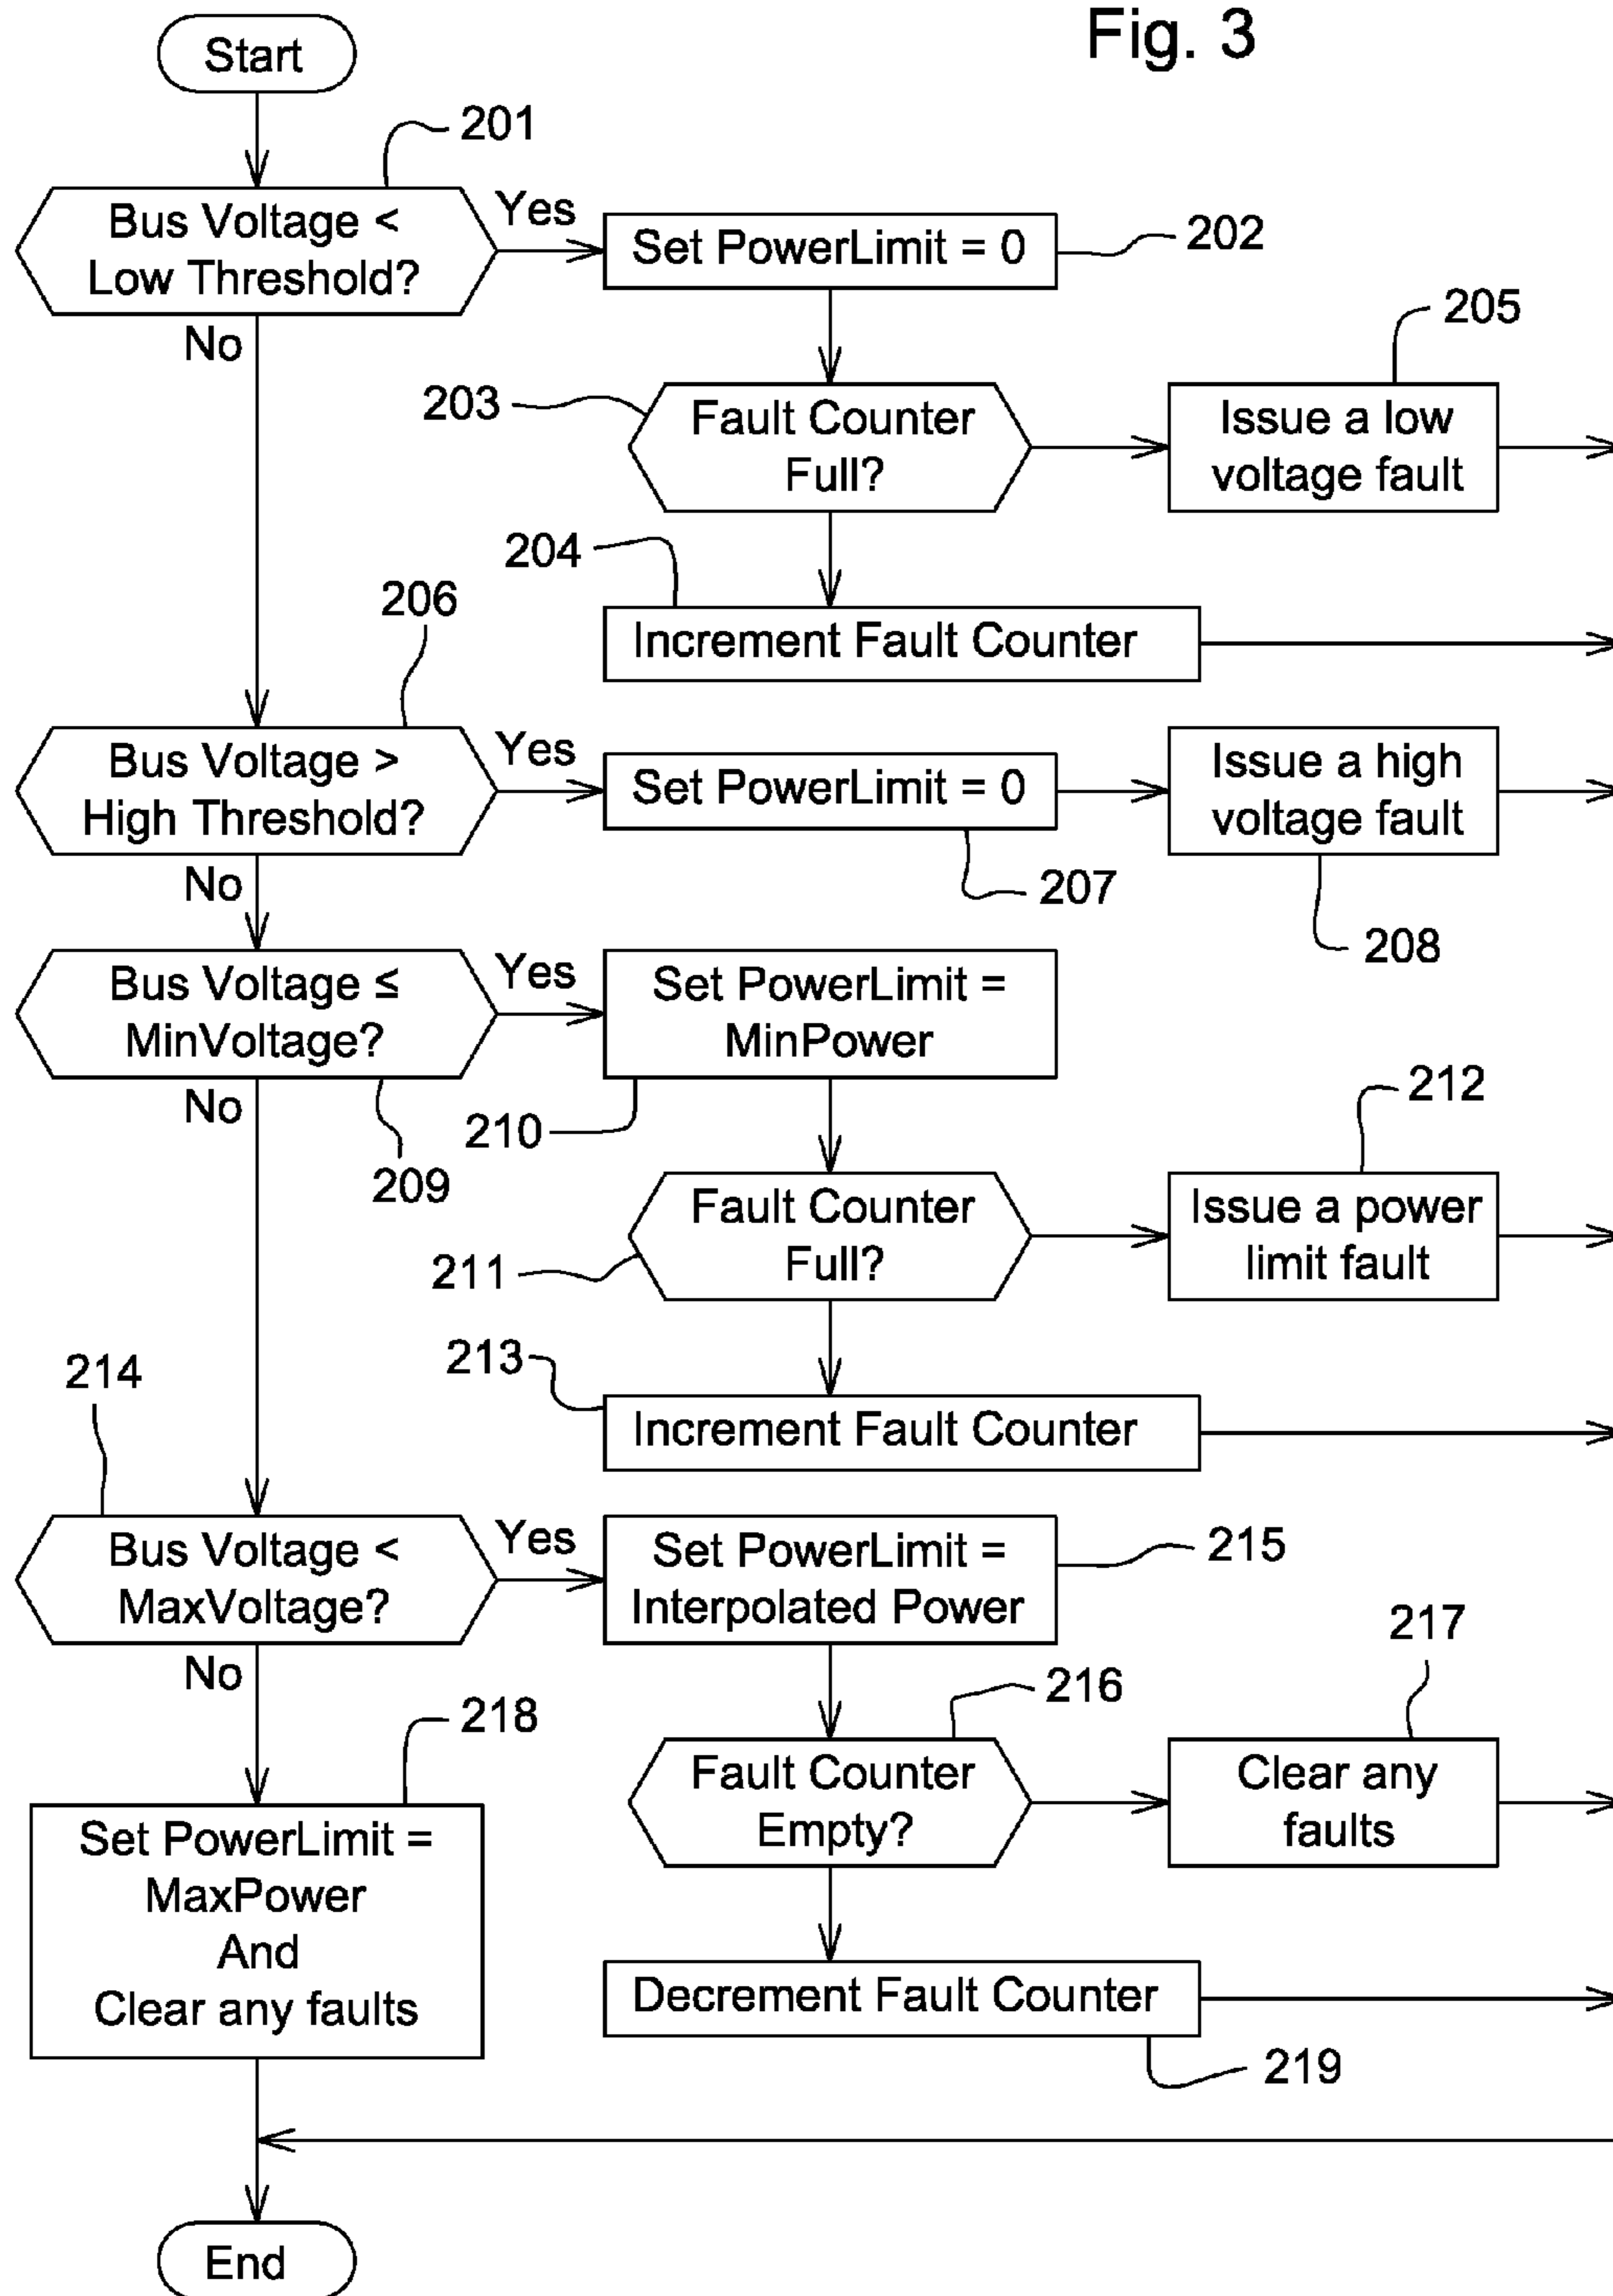 Fig. 3
Start
201
Bus Voltage <
Low Threshold?
Yes
No
Set PowerLimit = 0
202
203
Fault Counter
Full?
205
Issue a low
voltage fault
204
Increment Fault Counter
206
Bus Voltage >
High Threshold?
Yes
No
Set PowerLimit = 0
207
Issue a high
voltage fault
208
Bus Voltage ≤
MinVoltage?
Yes
No
209
Set PowerLimit =
MinPower
210
211
Fault Counter
Full?
212
Issue a power
limit fault
213
Increment Fault Counter
214
Bus Voltage <
MaxVoltage?
Yes
No
Set PowerLimit =
Interpolated Power
215
216
Fault Counter
Empty?
217
Clear any
faults
218
Set PowerLimit =
MaxPower
And
Clear any faults
Decrement Fault Counter
219
End